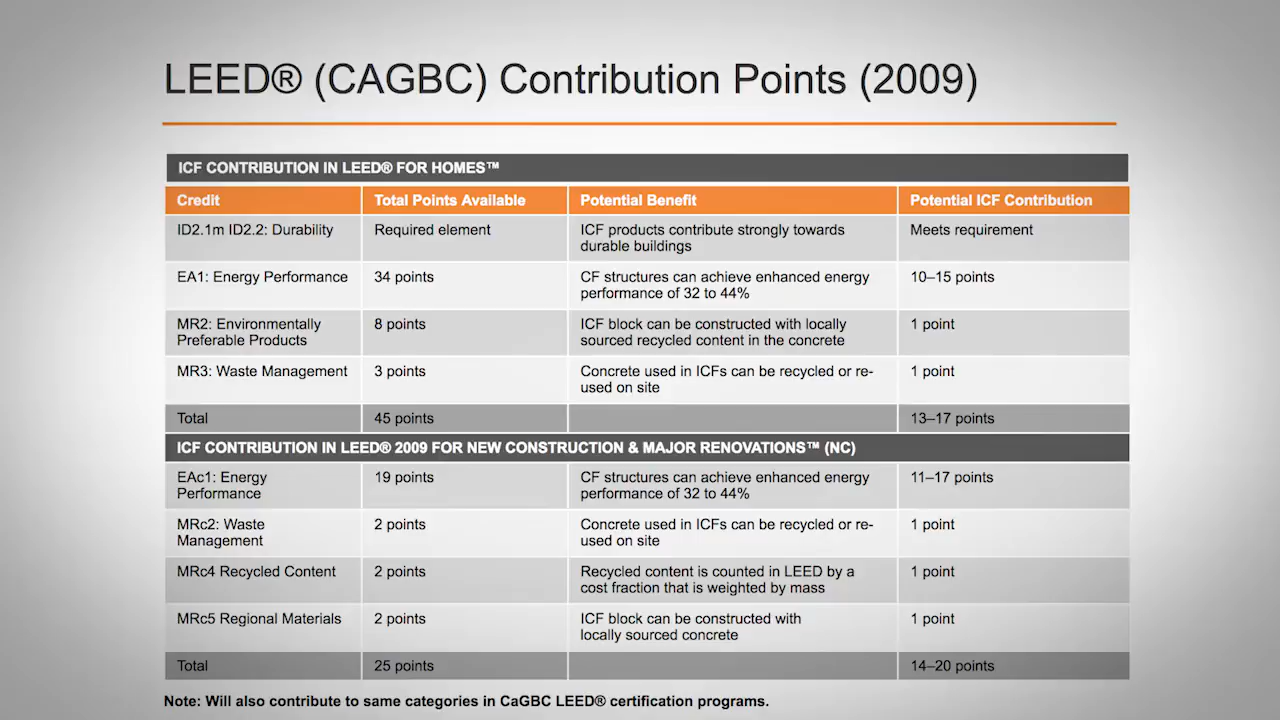 LEED® (CAGBC) Contribution Points (2009)
ICF CONTRIBUTION IN LEED® FOR HOMES™
Credit Total Points Available Potential Benefit Potential ICF Contribution
ID2.1m ID2.2: Durability Required element ICF products contribute strongly towards Meets requirement
durable buildings
EA1: Energy Performance 34 points CF structures can achieve enhanced energy 10–15 points
performance of 32 to 44%
MR2: Environmentally 8 points ICF block can be constructed with locally 1 point
Preferable Products sourced recycled content in the concrete
MR3: Waste Management 3 points Concrete used in ICFs can be recycled or re- 1 point
used on site
Total 45 points 13–17 points
ICF CONTRIBUTION IN LEED® 2009 FOR NEW CONSTRUCTION & MAJOR RENOVATIONS™ (NC)
EAc1: Energy 19 points CF structures can achieve enhanced energy 11–17 points
Performance performance of 32 to 44%
MRc2: Waste 2 points Concrete used in ICFs can be recycled or re- 1 point
Management used on site
MRc4 Recycled Content 2 points Recycled content is counted in LEED by a 1 point
cost fraction that is weighted by mass
MRc5 Regional Materials 2 points ICF block can be constructed with 1 point
locally sourced concrete
Total 25 points 14–20 points
Note: Will also contribute to same categories in CaGBC LEED® certification programs.